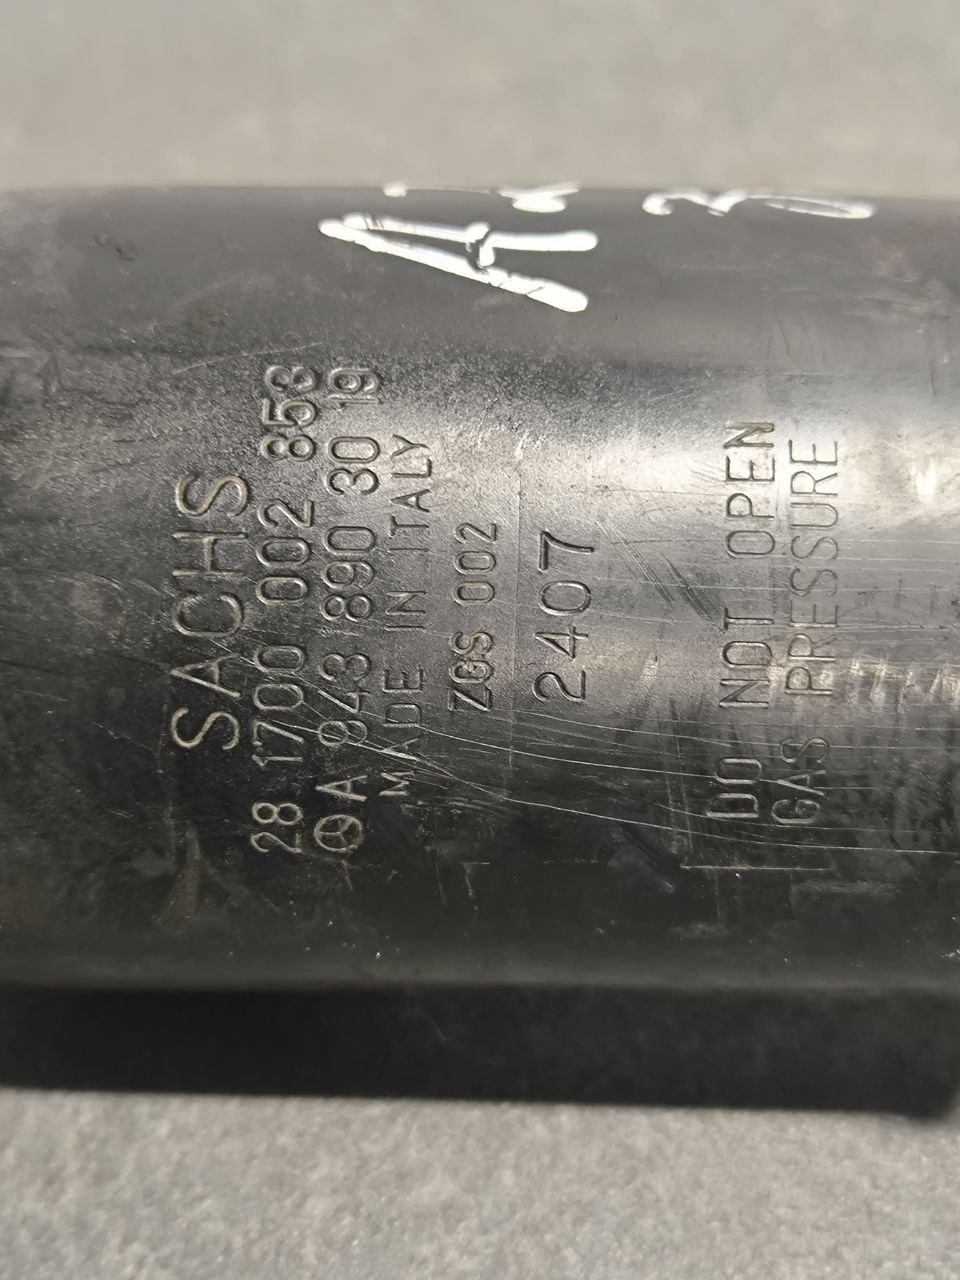 SACHS
28 1700 002 853
A 943 890 30 19
MADE IN ITALY
ZGS 002
2407
DO NOT OPEN
GAS PRESSURE